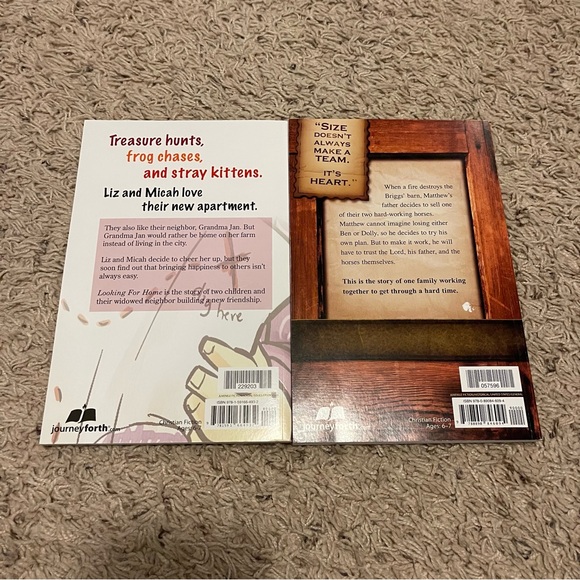 Treasure hunts,
frog chases,
and stray kittens.
Liz and Micah love
their new apartment.
They also like their neighbor, Grandma Jan. But
Grandma Jan would rather be home on her farm
instead of living in the city.
Liz and Micah decide to cheer her up, but they
soon find out that bringing happiness to others isn't
always easy.
Looking For Home is the story of two children and
their widowed neighbor building a new friendship.
here
229203
journeyforth
Christian Fiction
Ages
"SIZE
DOESN'T
ALWAYS
MAKE A
TEAM.
IT'S
HEART."
When a fire destroys the
Briggs' barn, Matthew's
father decides to sell one
of their two hard-working horses.
Matthew cannot imagine losing either
Ben or Dolly, so he decides to try his
own plan. But to make it work, he will
have to trust the Lord, his father, and the
horses themselves.
This is the story of one family working
together to get through a hard time.
057596
journeyforth
Christian Fiction
Ages: 6–7